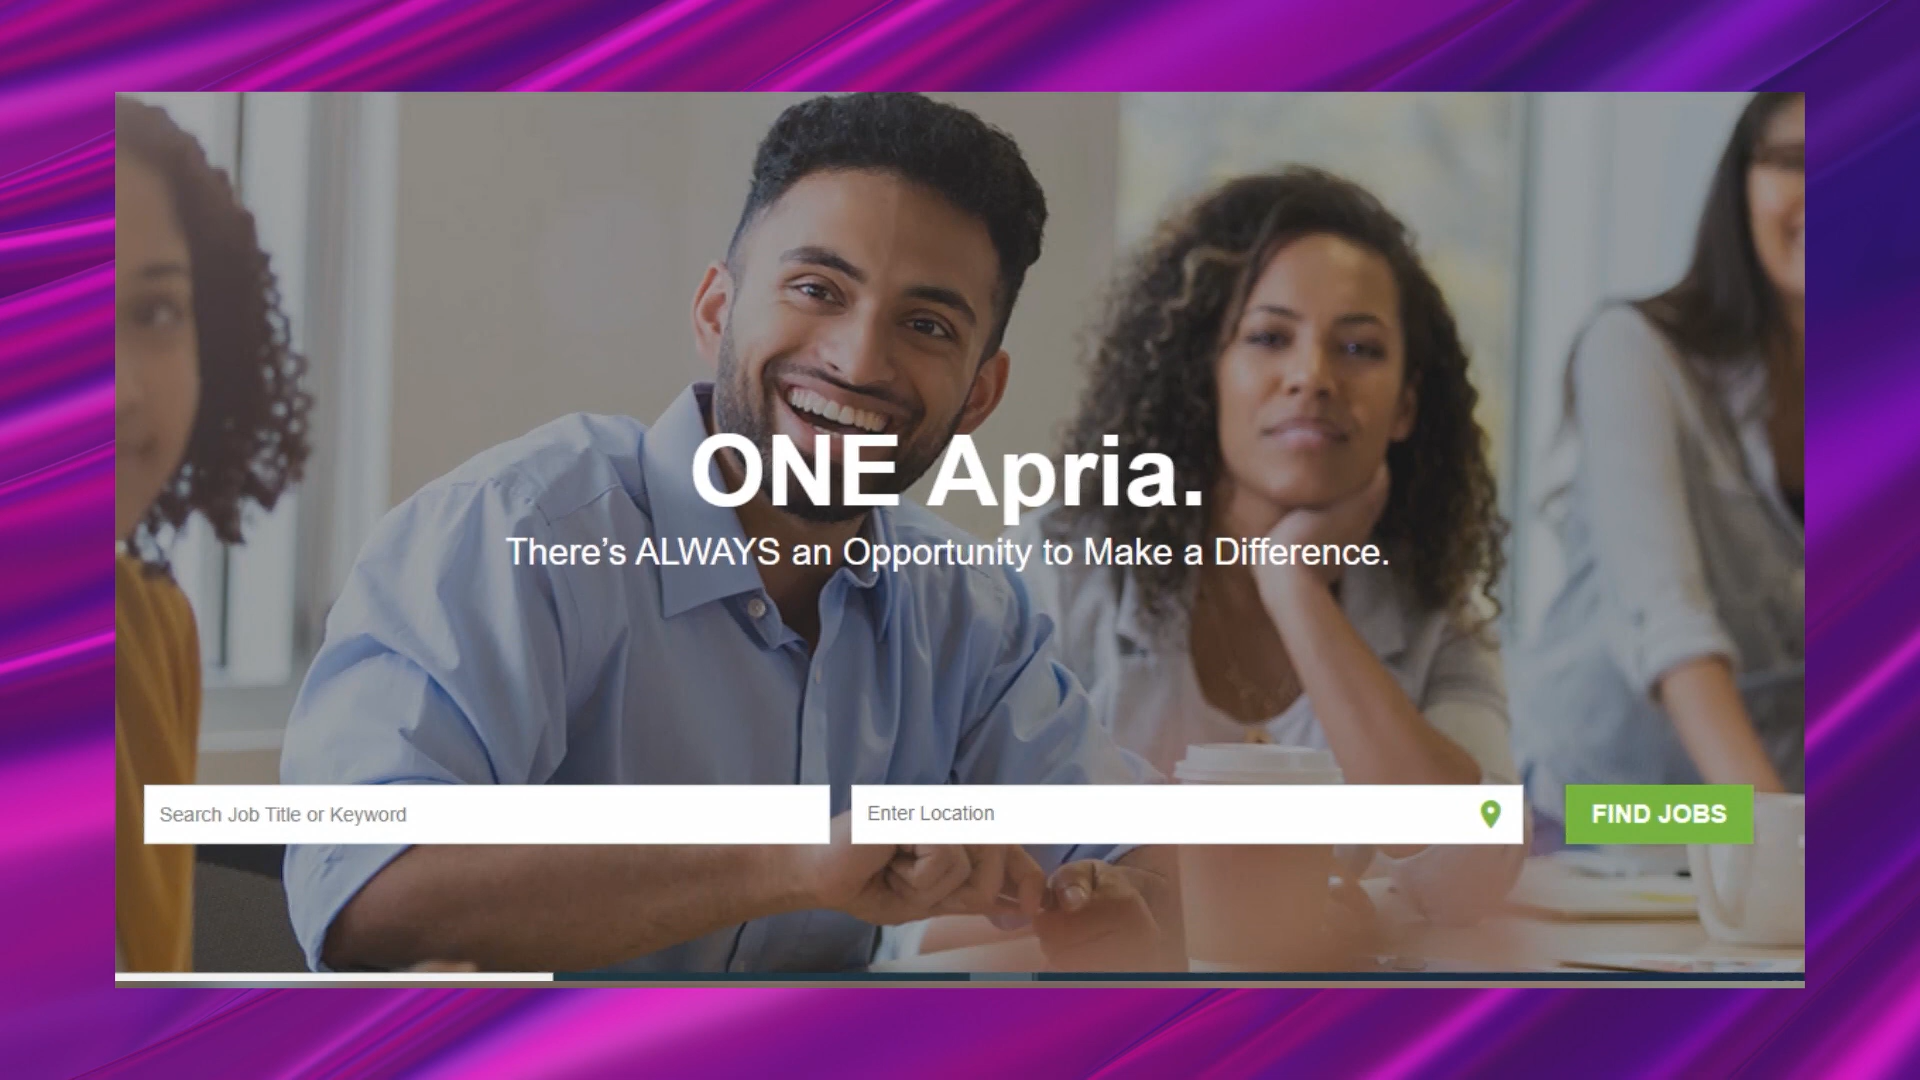 ONE Apria.
There’s ALWAYS an Opportunity to Make a Difference.
Search Job Title or Keyword
Enter Location
FIND JOBS